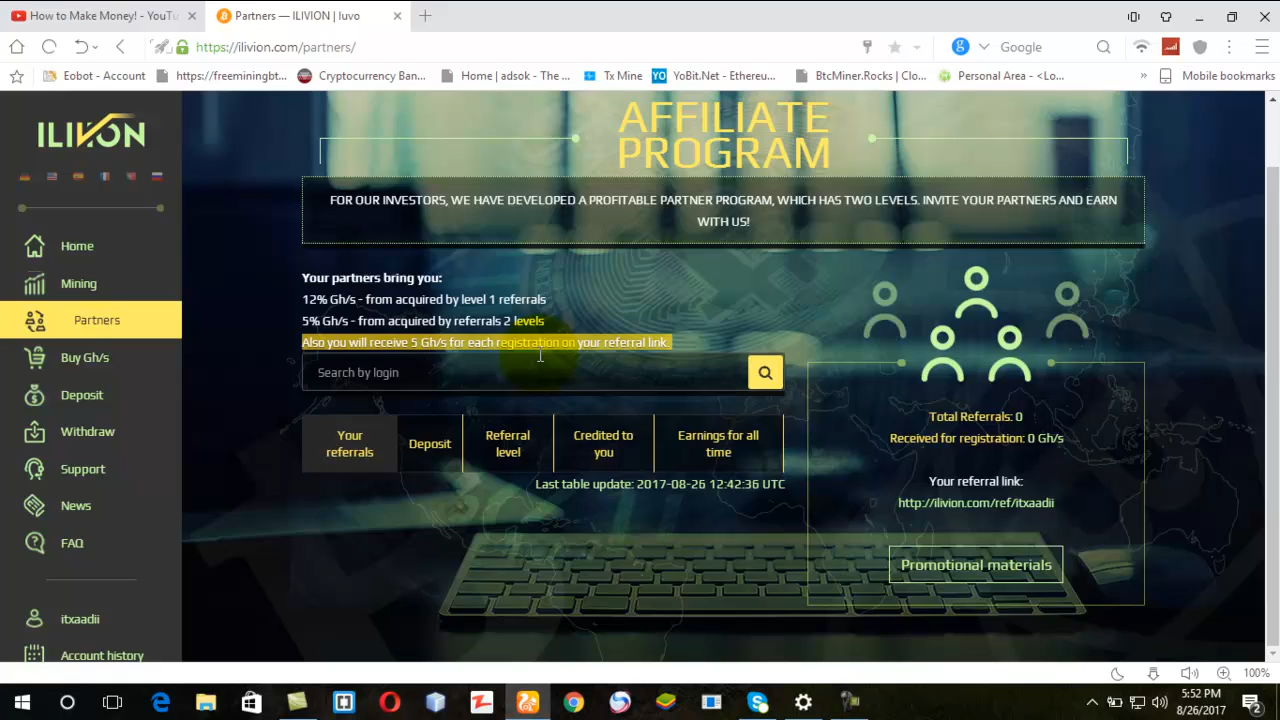 How to Make Money! - YouTu
Partners — ILIVION | luvo
https://ilivion.com/partners/
Google
Eobot - Account
https://freeminingbt...
Cryptocurrency Ban...
Home | adsok - The ...
Tx Mine
YO
YoBit.Net - Ethereu...
BtcMiner.Rocks | Clo...
Personal Area - <Lo...
»
Mobile bookmarks
ILIVION
Home
Mining
Partners
Buy Gh/s
Deposit
Withdraw
Support
News
FAQ
itxaadii
Account history
AFFILIATE
PROGRAM
FOR OUR INVESTORS, WE HAVE DEVELOPED A PROFITABLE PARTNER PROGRAM, WHICH HAS TWO LEVELS. INVITE YOUR PARTNERS AND EARN
WITH US!
Your partners bring you:
12% Gh/s - from acquired by level 1 referrals
5% Gh/s - from acquired by referrals 2 levels
Also you will receive 5 Gh/s for each registration on your referral link.
Search by login
Your
referrals
Deposit
Referral
level
Credited to
you
Earnings for all
time
Last table update: 2017-08-26 12:42:36 UTC
Total Referrals: 0
Received for registration: 0 Gh/s
Your referral link:
http://ilivion.com/ref/itxaadii
Promotional materials
100%
5:52 PM
8/26/2017
2